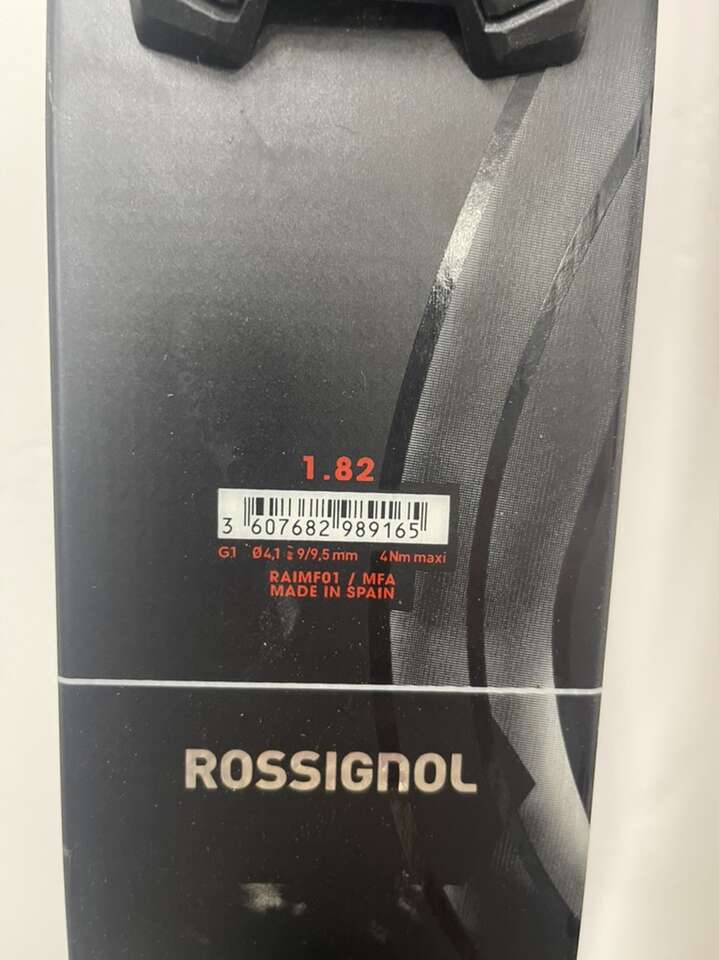 1.82
3 607682 989165
G1 Ø4,1 ⨟ 9/9,5 mm 4Nm maxi
RAIMF01 / MFA
MADE IN SPAIN
ROSSIGNOL